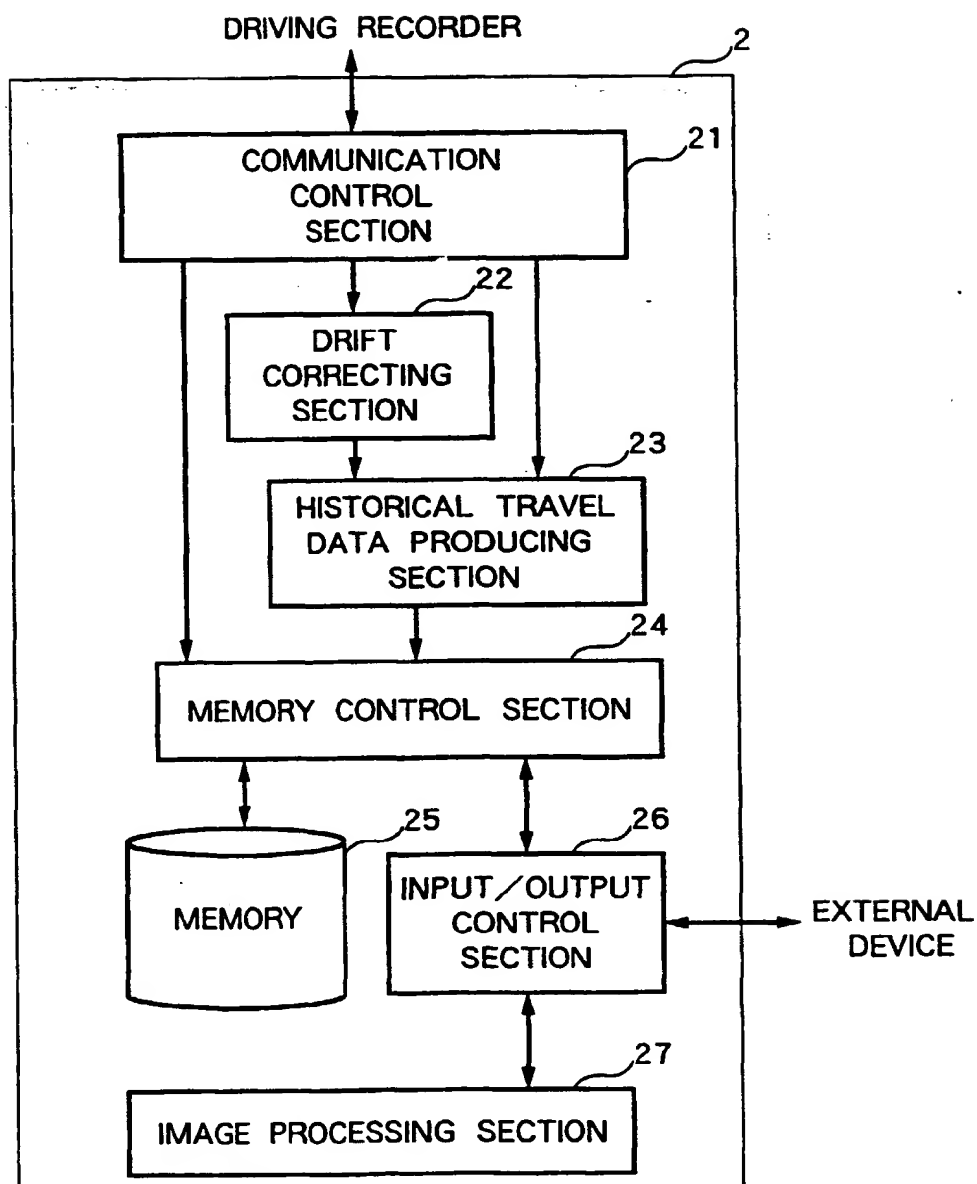 DRIVING RECORDER
2
COMMUNICATION
CONTROL
SECTION
21
22
DRIFT
CORRECTING
SECTION
23
HISTORICAL TRAVEL
DATA PRODUCING
SECTION
24
MEMORY CONTROL SECTION
25
MEMORY
26
INPUT/OUTPUT
CONTROL
SECTION
EXTERNAL
DEVICE
27
IMAGE PROCESSING SECTION